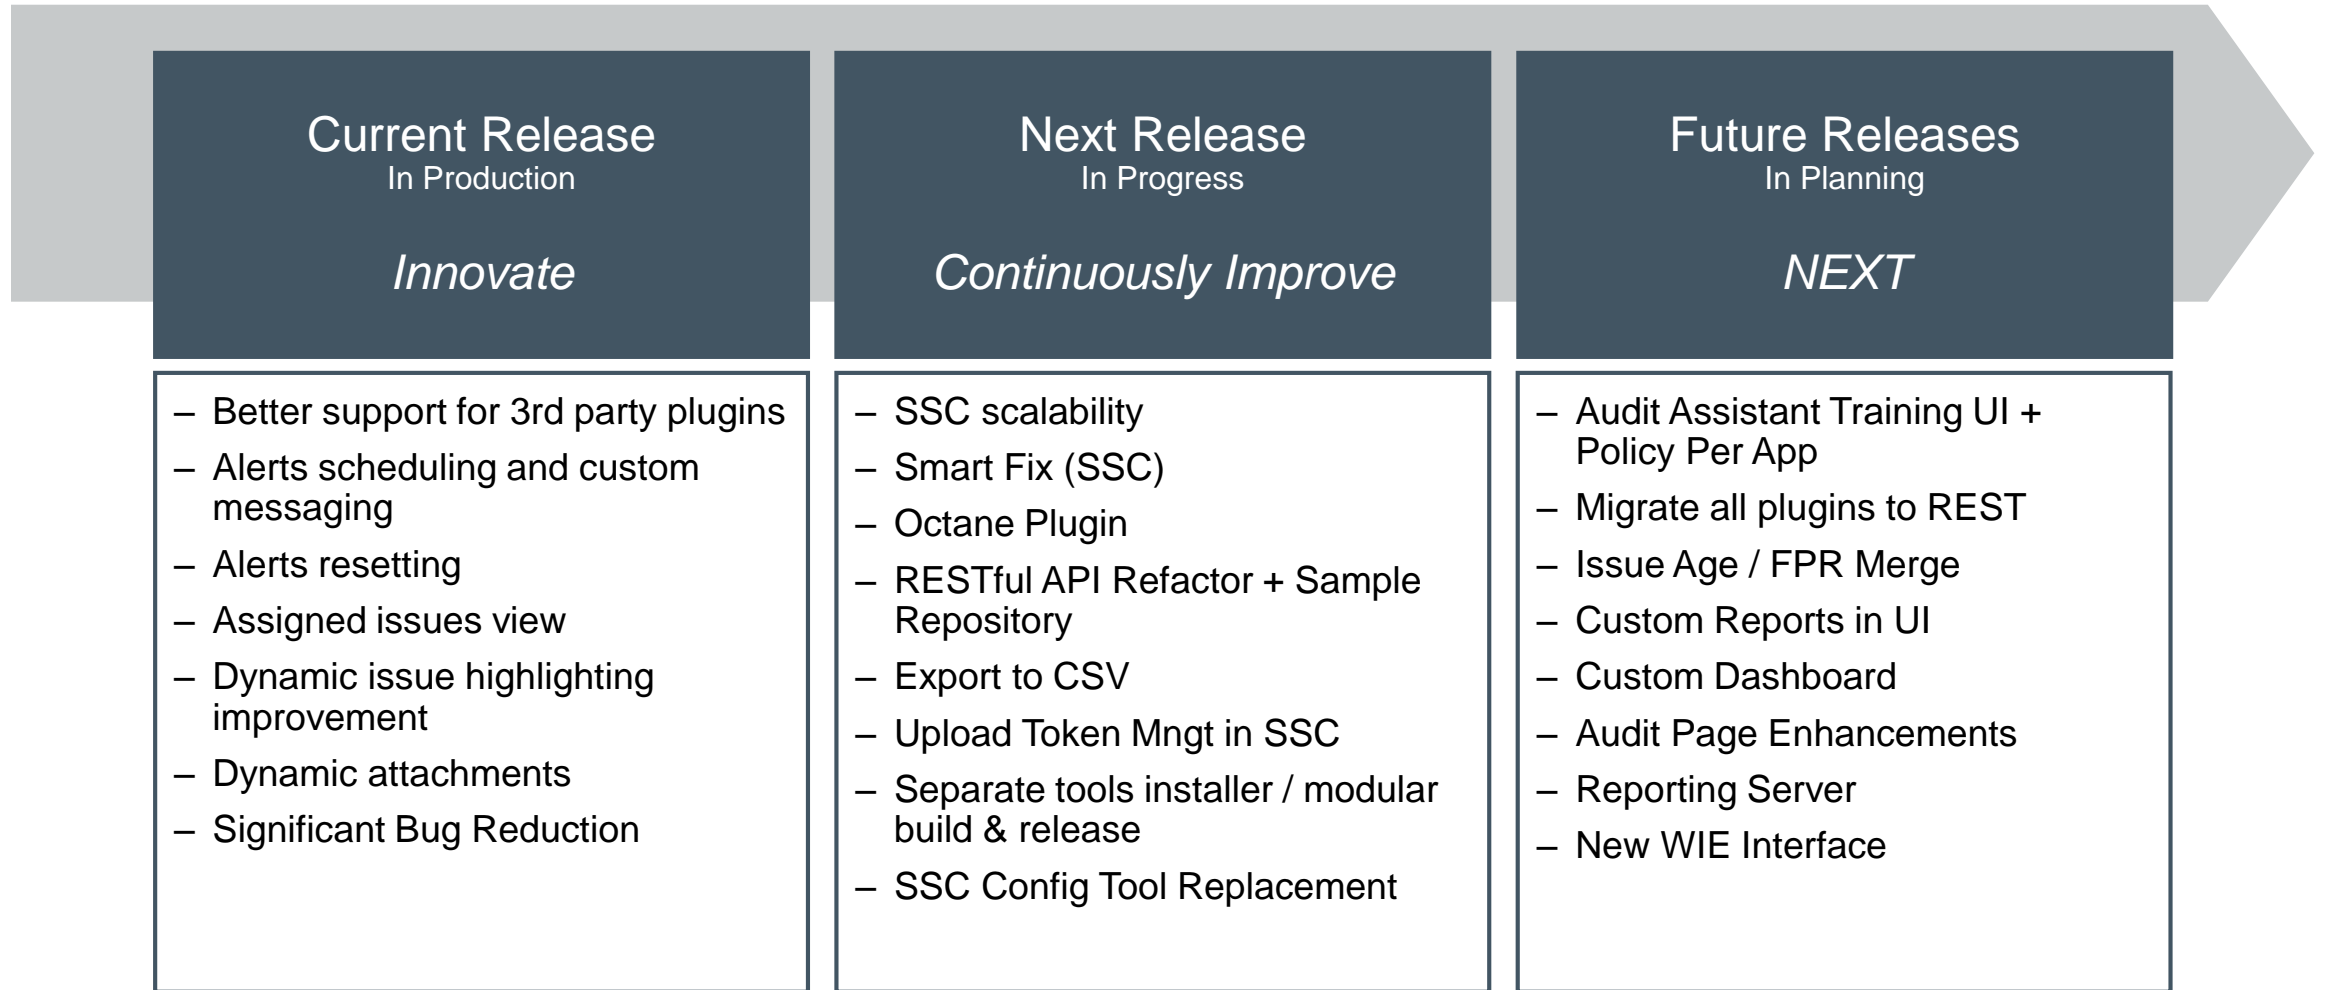 Current Release
In Production
Innovate
– Better support for 3rd party plugins
– Alerts scheduling and custom
messaging
– Alerts resetting
– Assigned issues view
– Dynamic issue highlighting
improvement
– Dynamic attachments
– Significant Bug Reduction
Next Release
In Progress
Continuously Improve
– SSC scalability
– Smart Fix (SSC)
– Octane Plugin
– RESTful API Refactor + Sample
Repository
– Export to CSV
– Upload Token Mngt in SSC
– Separate tools installer / modular
build & release
– SSC Config Tool Replacement
Future Releases
In Planning
NEXT
– Audit Assistant Training UI +
Policy Per App
– Migrate all plugins to REST
– Issue Age / FPR Merge
– Custom Reports in UI
– Custom Dashboard
– Audit Page Enhancements
– Reporting Server
– New WIE Interface